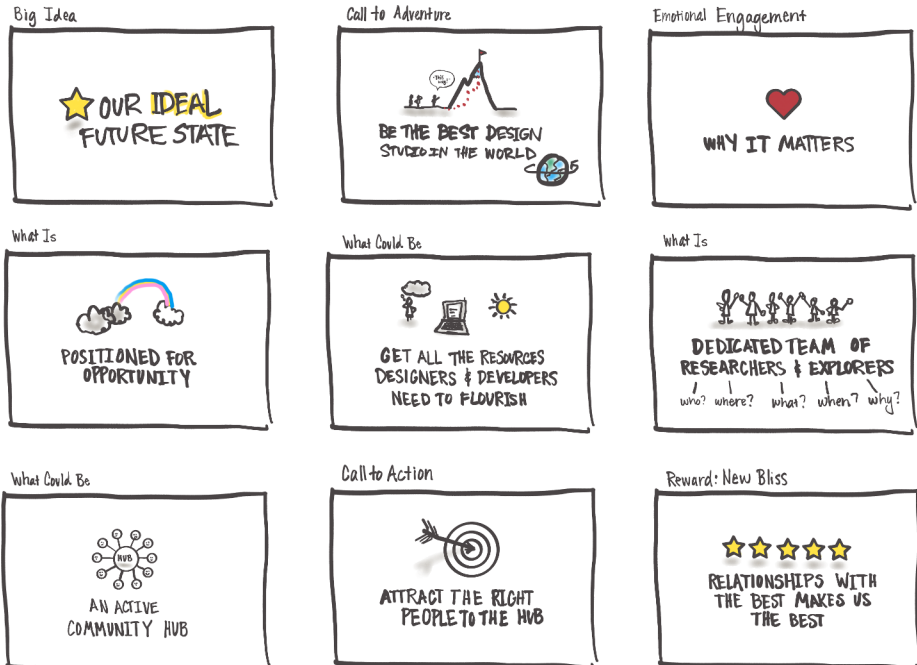 Big Idea
OUR IDEAL
FUTURE STATE
Call to Adventure
"This way!"
BE THE BEST DESIGN
STUDIO IN THE WORLD
Emotional Engagement
WHY IT MATTERS
What Is
POSITIONED FOR
OPPORTUNITY
What Could Be
GET ALL THE RESOURCES
DESIGNERS & DEVELOPERS
NEED TO FLOURISH
What Is
DEDICATED TEAM OF
RESEARCHERS & EXPLORERS
who? where? what? when? why?
What Could Be
HUB
AN ACTIVE
COMMUNITY HUB
Call to Action
ATTRACT THE RIGHT
PEOPLE TO THE HUB
Reward: New Bliss
RELATIONSHIPS WITH
THE BEST MAKES US
THE BEST